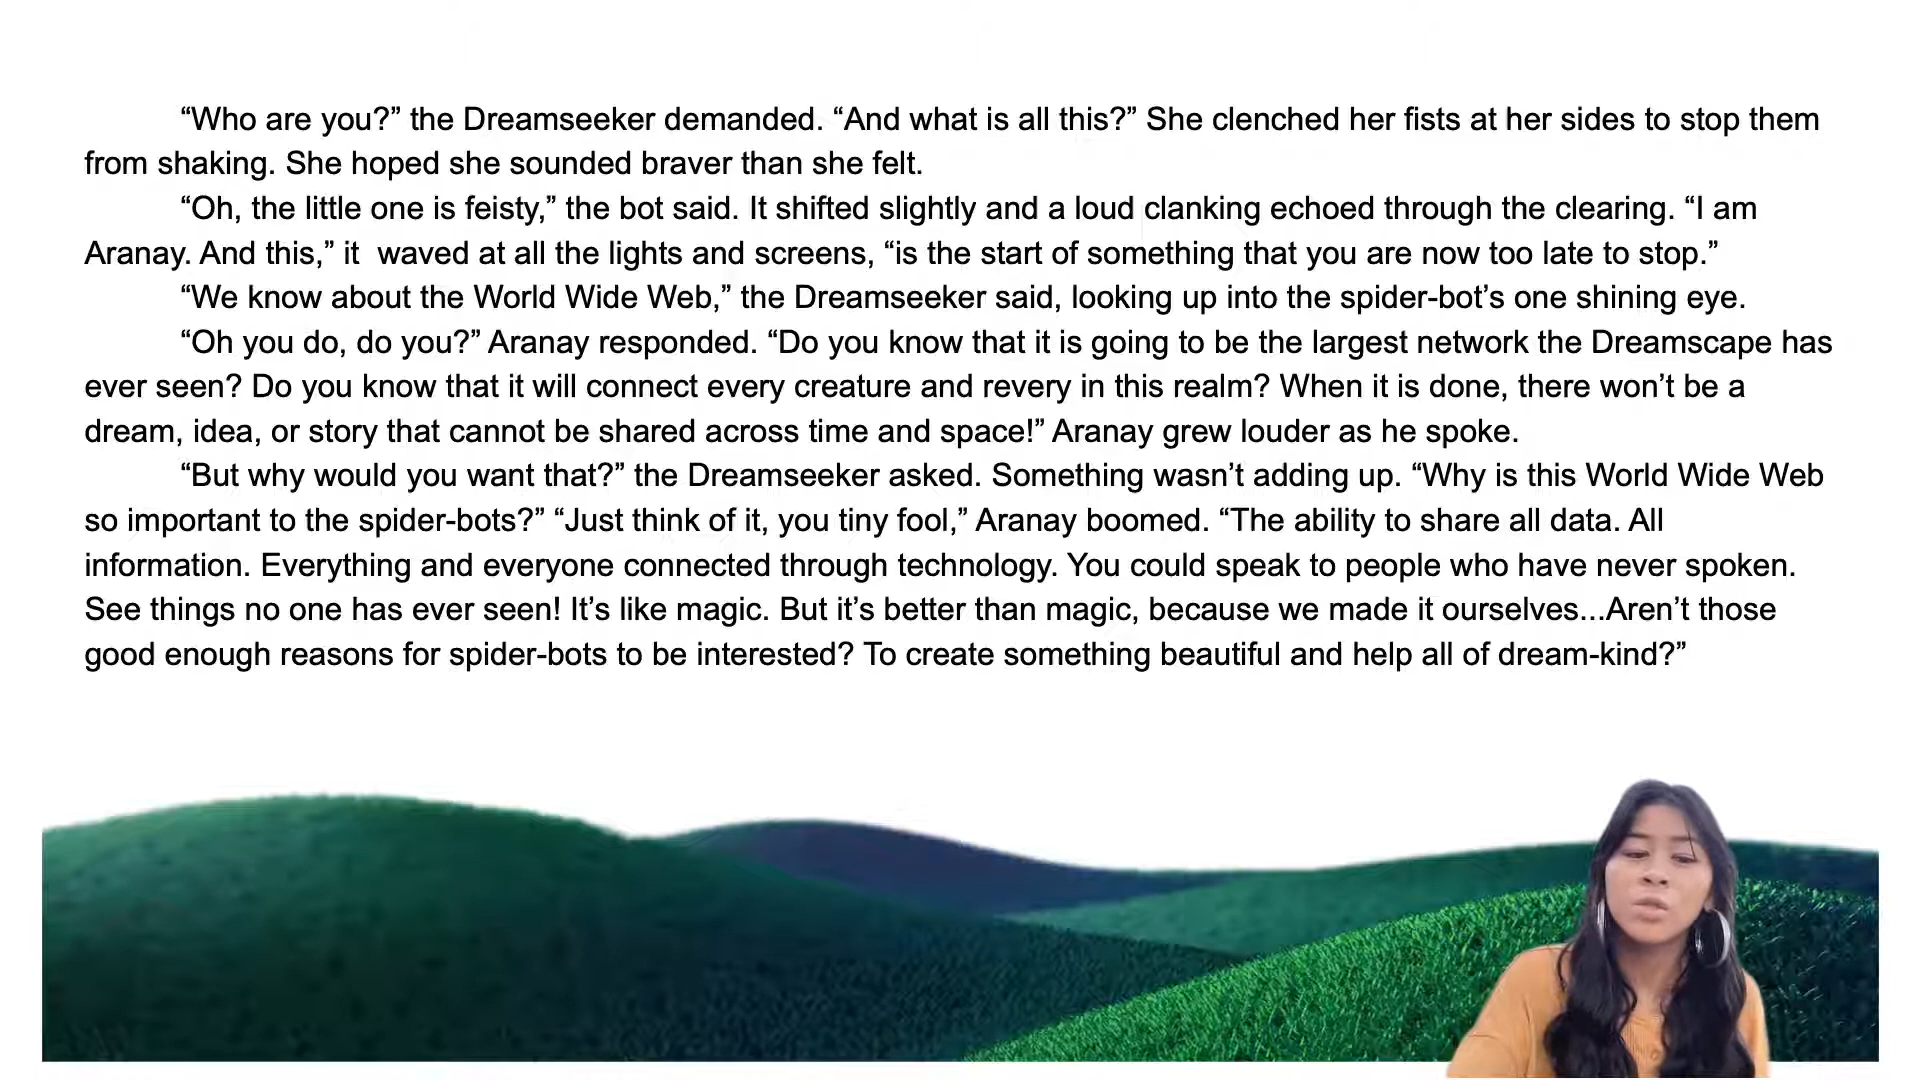 “Who are you?” the Dreamseeker demanded. “And what is all this?” She clenched her fists at her sides to stop them
from shaking. She hoped she sounded braver than she felt.
“Oh, the little one is feisty,” the bot said. It shifted slightly and a loud clanking echoed through the clearing. “I am
Aranay. And this,” it  waved at all the lights and screens, “is the start of something that you are now too late to stop.”
“We know about the World Wide Web,” the Dreamseeker said, looking up into the spider-bot’s one shining eye.
“Oh you do, do you?” Aranay responded. “Do you know that it is going to be the largest network the Dreamscape has
ever seen? Do you know that it will connect every creature and revery in this realm? When it is done, there won’t be a
dream, idea, or story that cannot be shared across time and space!” Aranay grew louder as he spoke.
“But why would you want that?” the Dreamseeker asked. Something wasn’t adding up. “Why is this World Wide Web
so important to the spider-bots?” “Just think of it, you tiny fool,” Aranay boomed. “The ability to share all data. All
information. Everything and everyone connected through technology. You could speak to people who have never spoken.
See things no one has ever seen! It’s like magic. But it’s better than magic, because we made it ourselves...Aren’t those
good enough reasons for spider-bots to be interested? To create something beautiful and help all of dream-kind?”